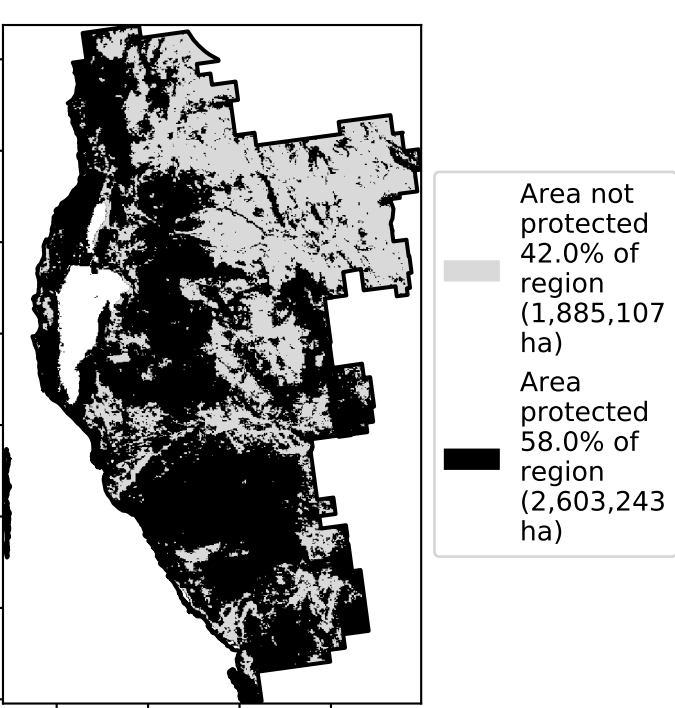 Area not
protected
42.0% of
region
(1,885,107
ha)
Area
protected
58.0% of
region
(2,603,243
ha)